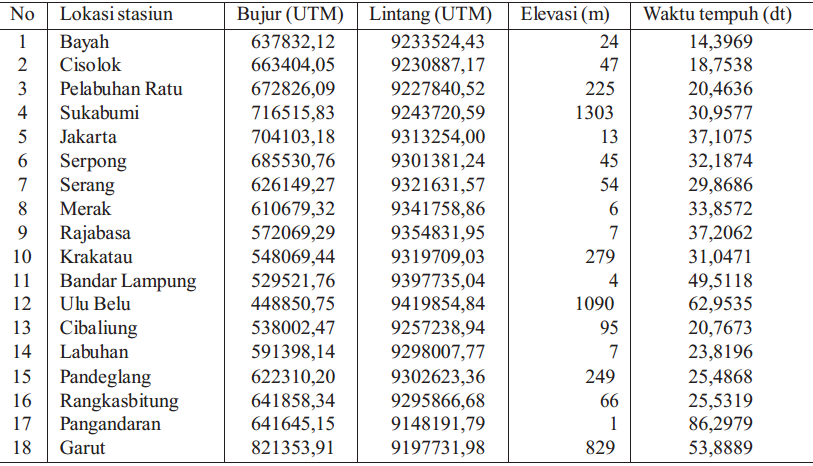 No Lokasi stasiun Bujur (UTM) Lintang (UTM) Elevasi (m) Waktu tempuh (dt)
1 Bayah 637832,12 9233524,43 24 14,3969
2 Cisolok 663404,05 9230887,17 47 18,7538
3 Pelabuhan Ratu 672826,09 9227840,52 225 20,4636
4 Sukabumi 716515,83 9243720,59 1303 30,9577
5 Jakarta 704103,18 9313254,00 13 37,1075
6 Serpong 685530,76 9301381,24 45 32,1874
7 Serang 626149,27 9321631,57 54 29,8686
8 Merak 610679,32 9341758,86 6 33,8572
9 Rajabasa 572069,29 9354831,95 7 37,2062
10 Krakatau 548069,44 9319709,03 279 31,0471
11 Bandar Lampung 529521,76 9397735,04 4 49,5118
12 Ulu Belu 448850,75 9419854,84 1090 62,9535
13 Cibaliung 538002,47 9257238,94 95 20,7673
14 Labuhan 591398,14 9298007,77 7 23,8196
15 Pandeglang 622310,20 9302623,36 249 25,4868
16 Rangkasbitung 641858,34 9295866,68 66 25,5319
17 Pangandaran 641645,15 9148191,79 1 86,2979
18 Garut 821353,91 9197731,98 829 53,8889